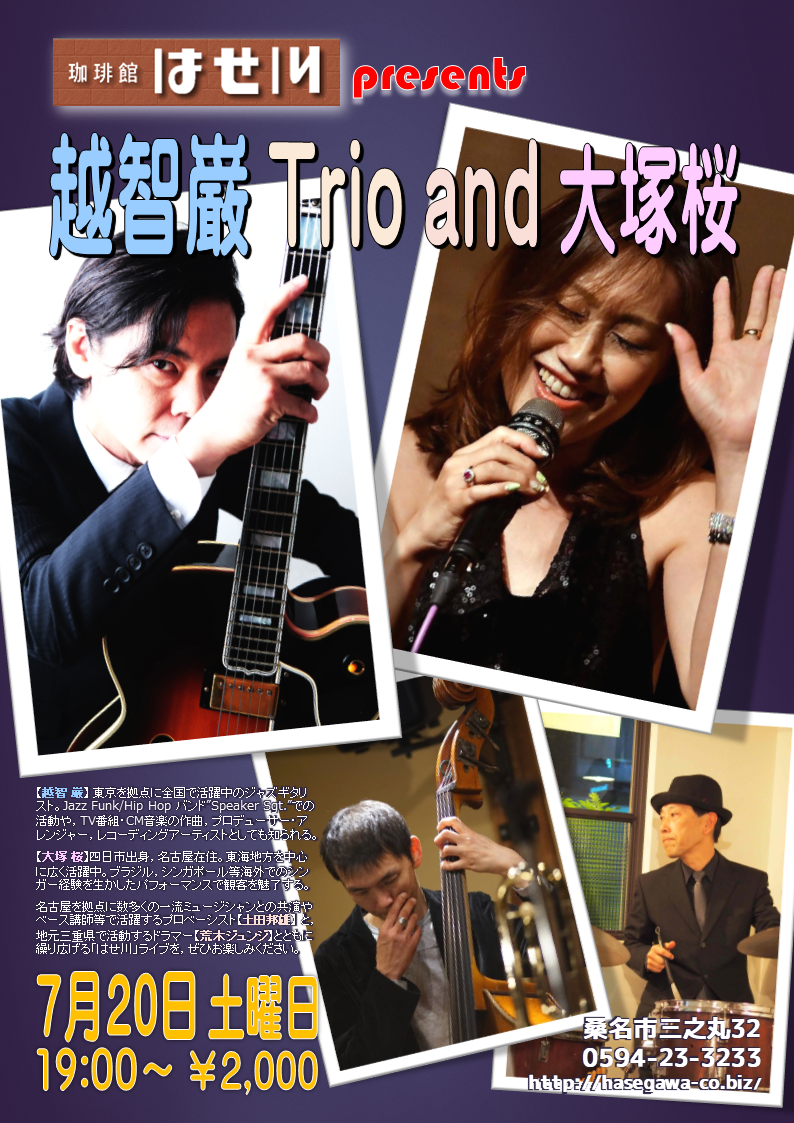 珈琲館 はせ川 presents
越智巌 Trio and 大塚桜
【越智 巌】 東京を拠点に全国で活躍中のジャズギタリ
スト。Jazz Funk/Hip Hop バンド"Speaker Sgt."での
活動や，TV番組・CM音楽の作曲，プロデューサー・ア
レンジャー，レコーディングアーティストとしても知られる。
【大塚 桜】四日市出身，名古屋在住。東海地方を中心
に広く活躍中。ブラジル，シンガポール等海外でのシン
ガー経験を生かしたパフォーマンスで観客を魅了する。
名古屋を拠点に数多くの一流ミュージシャンとの共演や
ベース講師等で活躍するプロベーシスト【土田邦雄】と，
地元三重県で活動するドラマー【荒木ジュンジ】とともに
繰り広げる「はせ川」ライブを，ぜひお楽しみください。
7月20日 土曜日
19:00～ ￥2,000
桑名市三之丸32
0594-23-3233
http://hasegawa-co.biz/